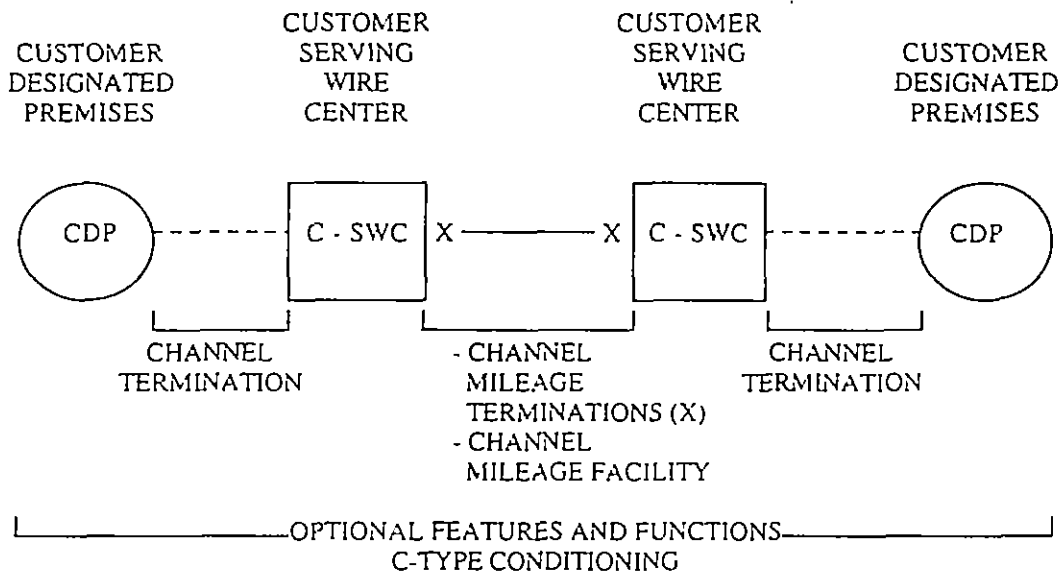 CUSTOMER
DESIGNATED
PREMISES
CUSTOMER
SERVING
WIRE
CENTER
CUSTOMER
SERVING
WIRE
CENTER
CUSTOMER
DESIGNATED
PREMISES
CDP
C - SWC
X
X
C - SWC
CDP
CHANNEL
TERMINATION
- CHANNEL
MILEAGE
TERMINATIONS (X)
- CHANNEL
MILEAGE FACILITY
CHANNEL
TERMINATION
OPTIONAL FEATURES AND FUNCTIONS
C-TYPE CONDITIONING